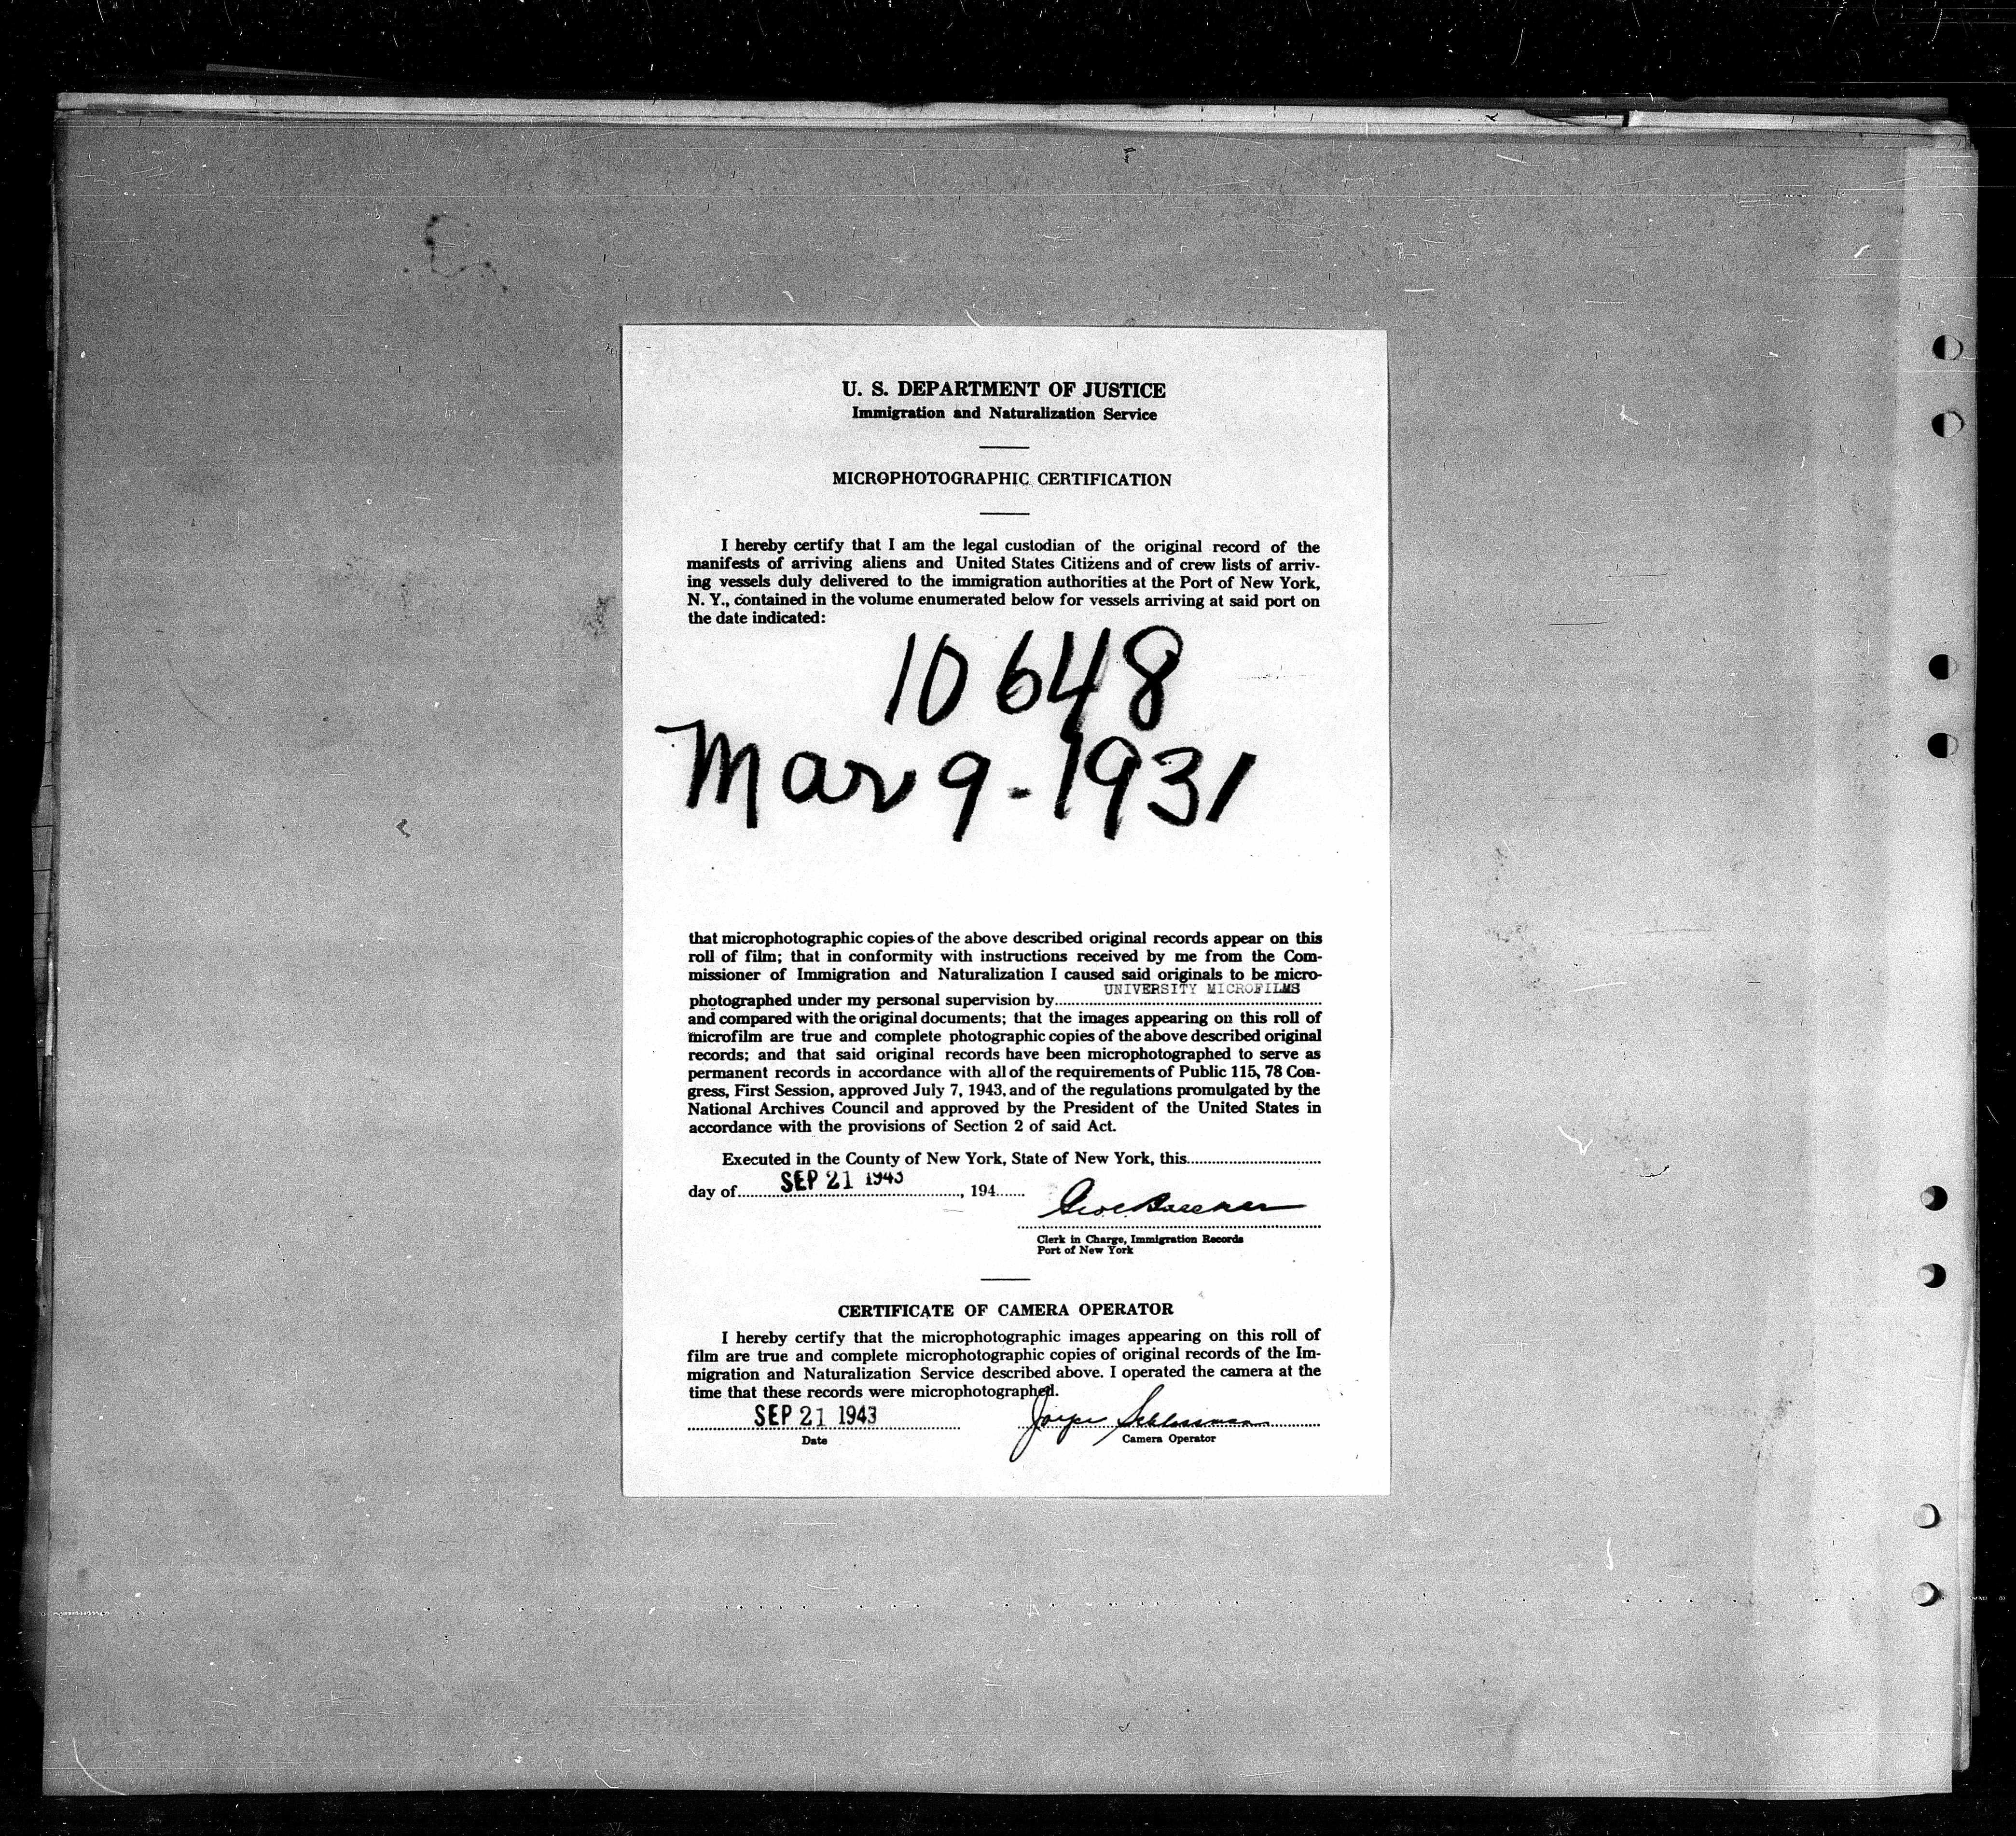 U. S. DEPARTMENT OF JUSTICE
Immigration and Naturalization Service
MICROPHOTOGRAPHIC CERTIFICATION
I hereby certify that I am the legal custodian of the original record of the
manifests of arriving aliens and United States Citizens and of crew lists of arriv-
ing vessels duly delivered to the immigration authorities at the Port of New York,
N. Y., contained in the volume enumerated below for vessels arriving at said port on
the date indicated:
10648
Mar 9-1931
that microphotographic copies of the above described original records appear on this
roll of film; that in conformity with instructions received by me from the Com-
missioner of Immigration and Naturalization I caused said originals to be micro-
UNIVERSITY MICROFILMS
photographed under my personal supervision by
and compared with the original documents; that the images appearing on this roll of
microfilm are true and complete photographic copies of the above described original
records; and that said original records have been microphotographed to serve as
permanent records in accordance with all of the requirements of Public 115, 78 Con-
gress, First Session, approved July 7, 1943, and of the regulations promulgated by the
National Archives Council and approved by the President of the United States in
accordance with the provisions of Section 2 of said Act.
Executed in the County of New York, State of New York, this
day of SEP 21 1943, 194
Clerk in Charge, Immigration Records
Port of New York
CERTIFICATE OF CAMERA OPERATOR
I hereby certify that the microphotographic images appearing on this roll of
film are true and complete microphotographic copies of original records of the Im-
migration and Naturalization Service described above. I operated the camera at the
time that these records were microphotographed.
SEP 21 1943
Date
Camera Operator